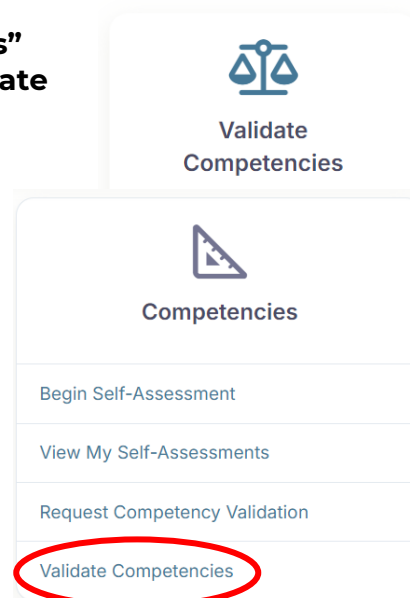 s”
ate
Validate
Competencies
Competencies
Begin Self-Assessment
View My Self-Assessments
Request Competency Validation
Validate Competencies